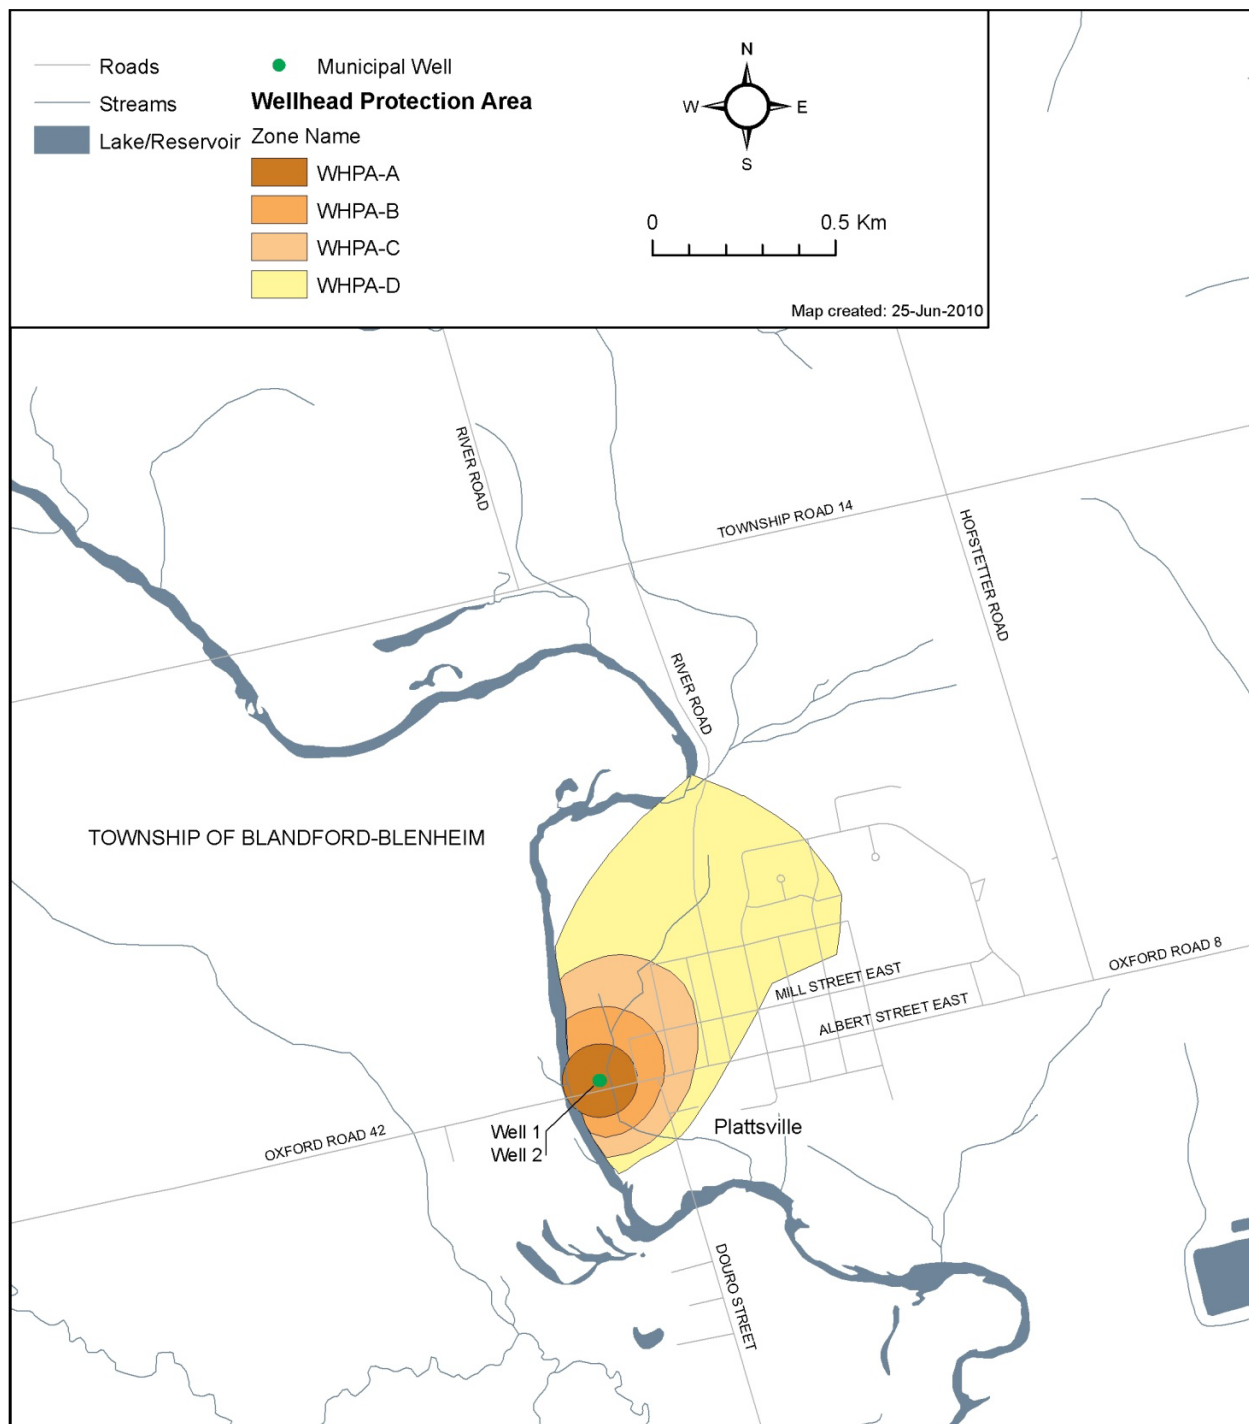 Roads
Streams
Lake/Reservoir
Municipal Well
Wellhead Protection Area
Zone Name
WHPA-A
WHPA-B
WHPA-C
WHPA-D
N
W
E
S
0
0.5 Km
Map created: 25-Jun-2010
RIVER ROAD
TOWNSHIP ROAD 14
HOFSTETTER ROAD
RIVER ROAD
TOWNSHIP OF BLANDFORD-BLENHEIM
OXFORD ROAD 8
MILL STREET EAST
ALBERT STREET EAST
Plattsville
Well 1
Well 2
OXFORD ROAD 42
DOURO STREET